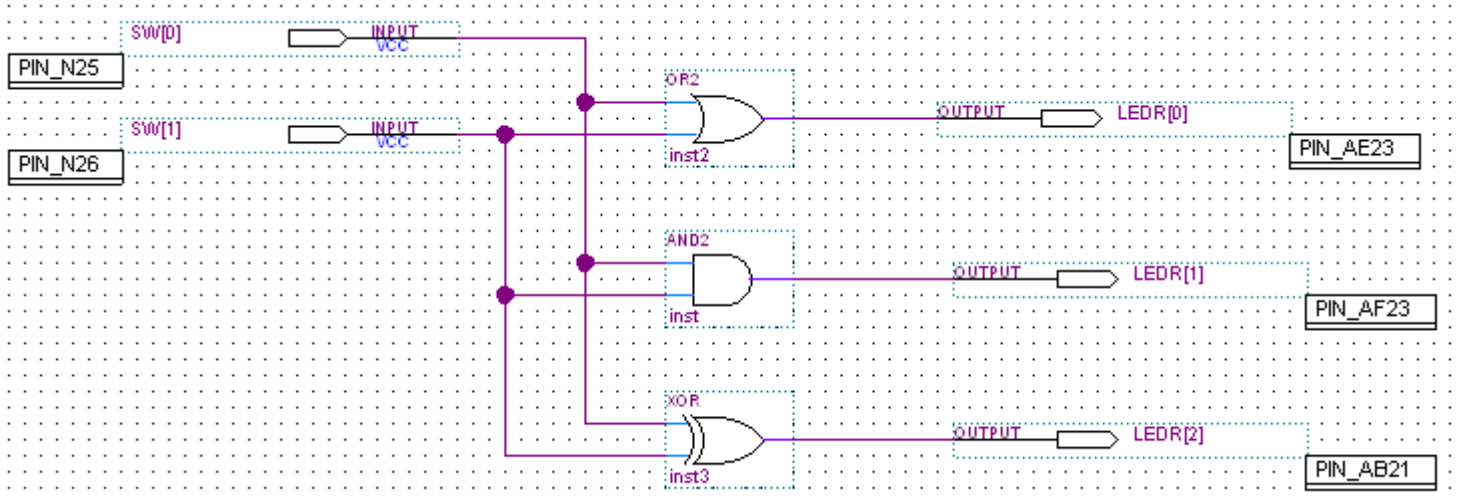 SW[0]
INPUT
VCC
PIN_N25
OR2
inst2
OUTPUT
LEDR[0]
PIN_AE23
SW[1]
INPUT
VCC
PIN_N26
AND2
inst
OUTPUT
LEDR[1]
PIN_AF23
XOR
inst3
OUTPUT
LEDR[2]
PIN_AB21